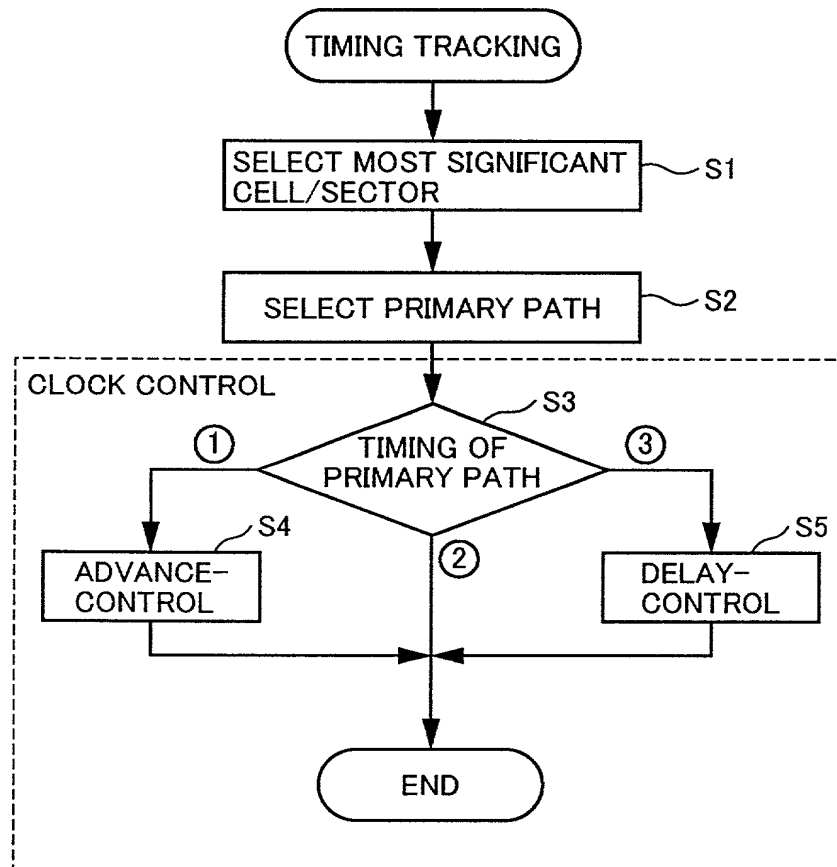 TIMING TRACKING
SELECT MOST SIGNIFICANT
CELL/SECTOR
S1
SELECT PRIMARY PATH
S2
CLOCK CONTROL
S3
TIMING OF
PRIMARY PATH
①
③
②
S4
ADVANCE-
CONTROL
S5
DELAY-
CONTROL
END